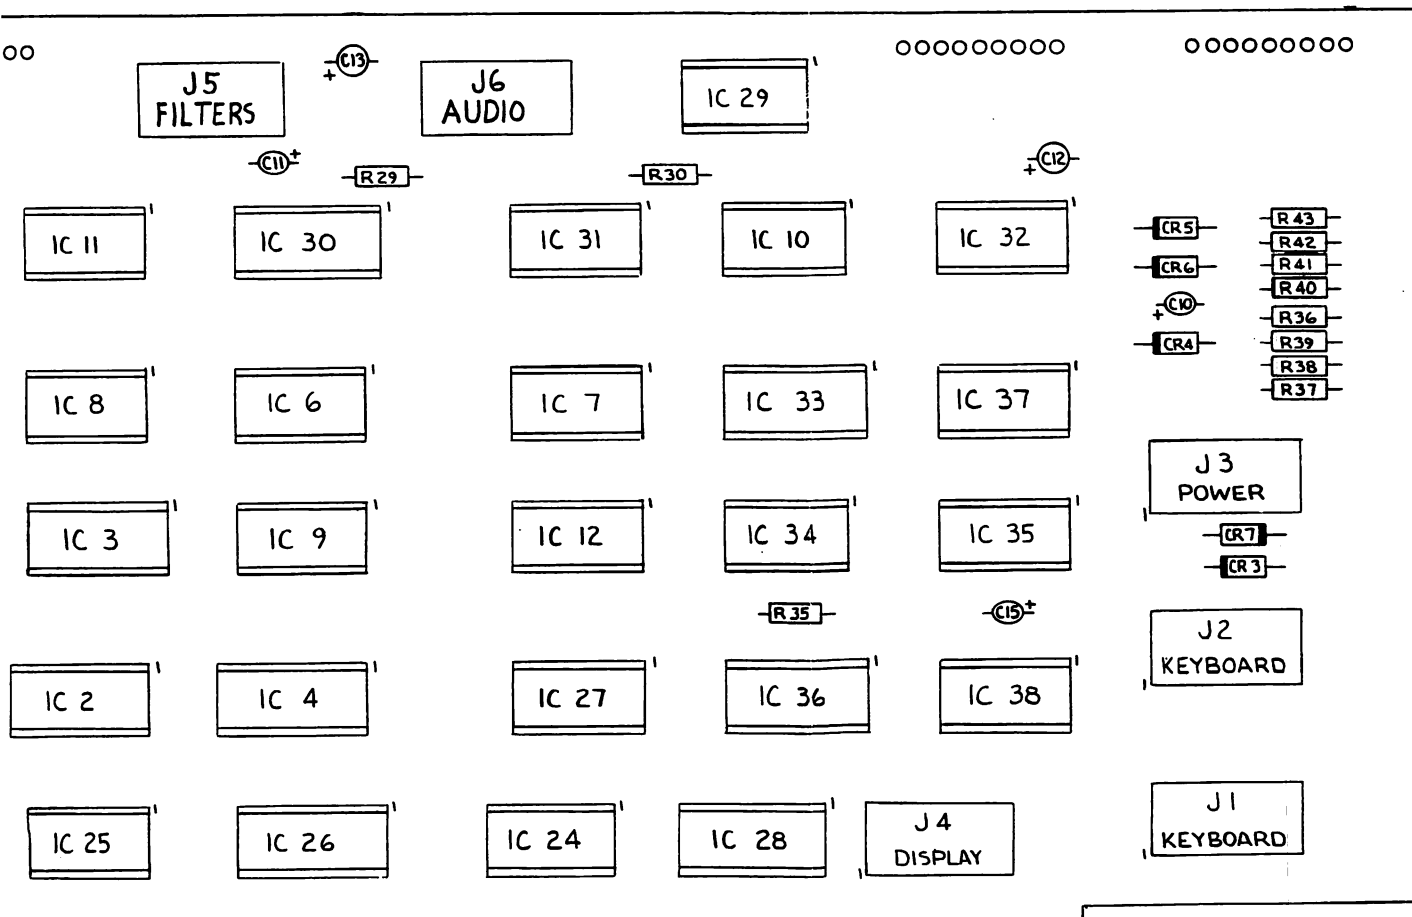 C13
J5
FILTERS
J6
AUDIO
IC 29
C11
R29
R30
C12
IC 11
IC 30
IC 31
IC 10
IC 32
CR5
CR6
C10
CR4
R43
R42
R41
R40
R36
R39
R38
R37
IC 8
IC 6
IC 7
IC 33
IC 37
J3
POWER
IC 3
IC 9
IC 12
IC 34
IC 35
CR7
CR3
R35
C15
J2
KEYBOARD
IC 2
IC 4
IC 27
IC 36
IC 38
IC 25
IC 26
IC 24
IC 28
J4
DISPLAY
J1
KEYBOARD